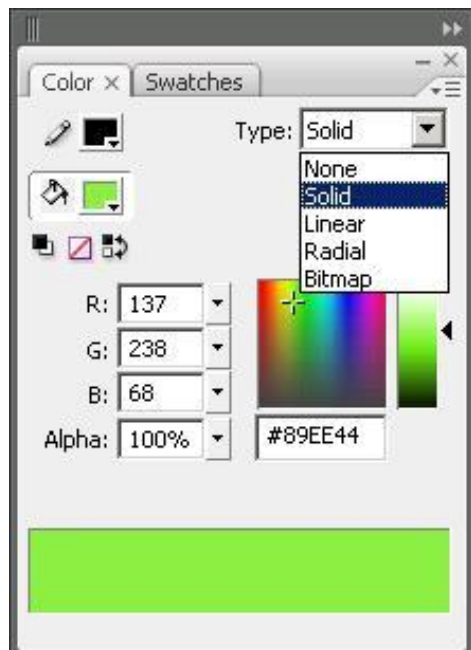 Color × Swatches
Type: Solid
None
Solid
Linear
Radial
Bitmap
R: 137
G: 238
B: 68
Alpha: 100% #89EE44